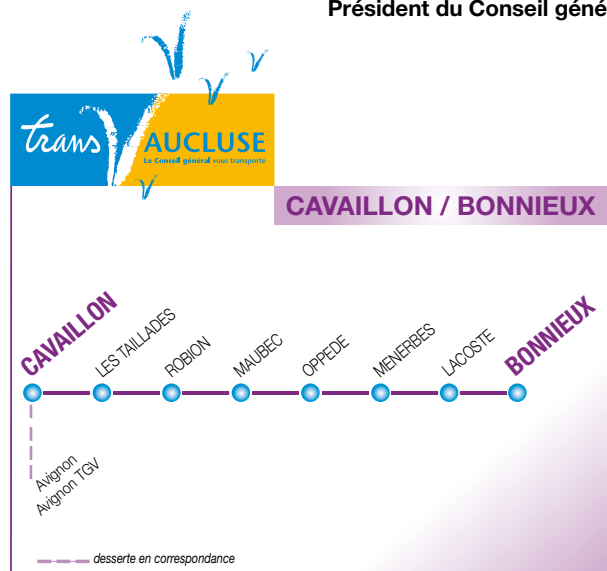 Président du Conseil géné
trans VAUCLUSE
Le Conseil général vous transporte
CAVAILLON / BONNIEUX
CAVAILLON
LES TAILLADES
ROBION
MAUBEC
OPPEDE
MENERBES
LACOSTE
BONNIEUX
Avignon
Avignon TGV
desserte en correspondance